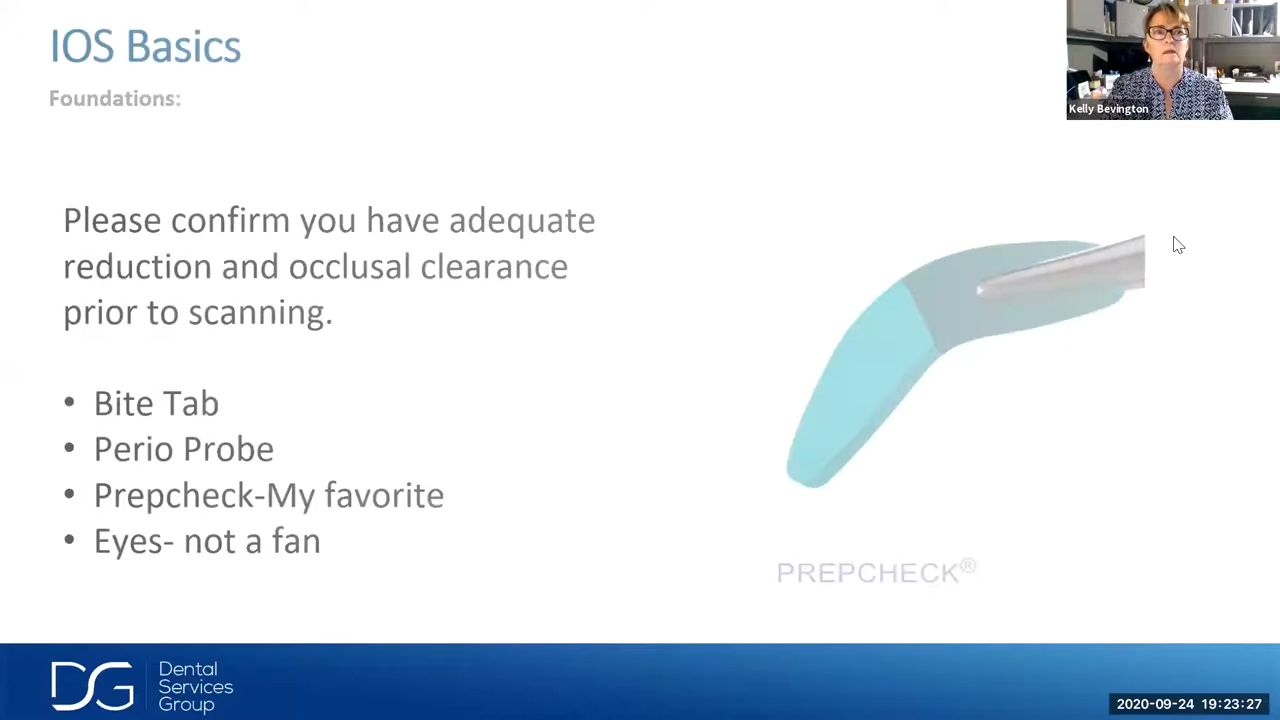 IOS Basics
Foundations:
Kelly Bevington
Please confirm you have adequate
reduction and occlusal clearance
prior to scanning.
• Bite Tab
• Perio Probe
• Prepcheck-My favorite
• Eyes- not a fan
PREPCHECK®
DSG
Dental
Services
Group
2020-09-24 19:23:27